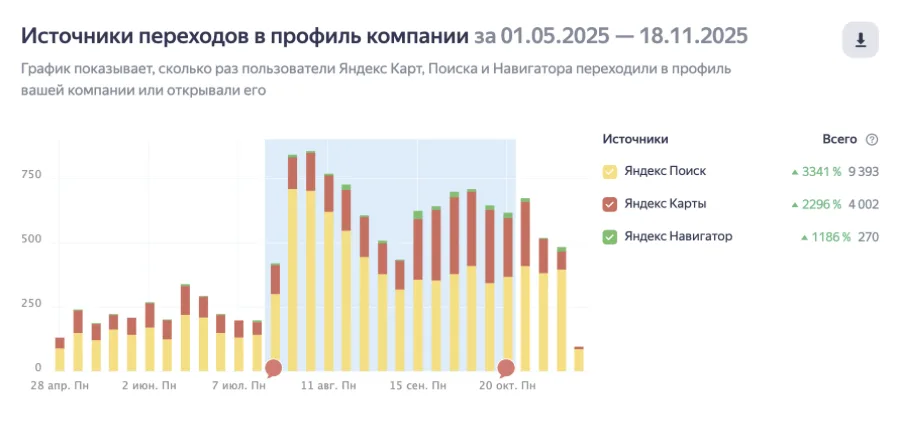 Источники переходов в профиль компании за 01.05.2025 — 18.11.2025
График показывает, сколько раз пользователи Яндекс Карт, Поиска и Навигатора переходили в профиль
вашей компании или открывали его
Источники Всего ?
Яндекс Поиск ▲ 3341 % 9 393
Яндекс Карты ▲ 2296 % 4 002
Яндекс Навигатор ▲ 1186 % 270
750
500
250
0
28 апр. Пн 2 июн. Пн 7 июл. Пн 11 авг. Пн 15 сен. Пн 20 окт. Пн